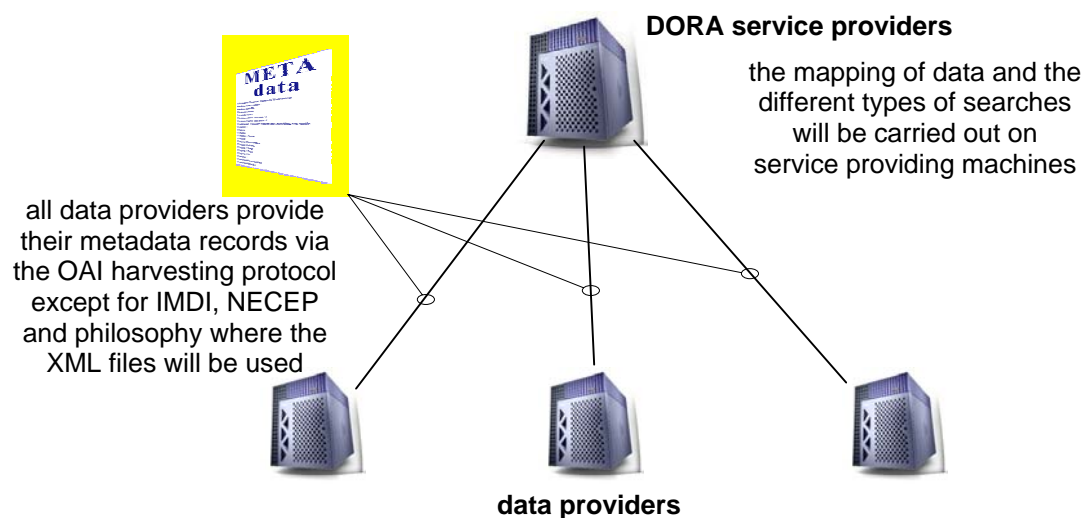 DORA service providers
the mapping of data and the
different types of searches
will be carried out on
service providing machines
META
data
all data providers provide
their metadata records via
the OAI harvesting protocol
except for IMDI, NECEP
and philosophy where the
XML files will be used
data providers